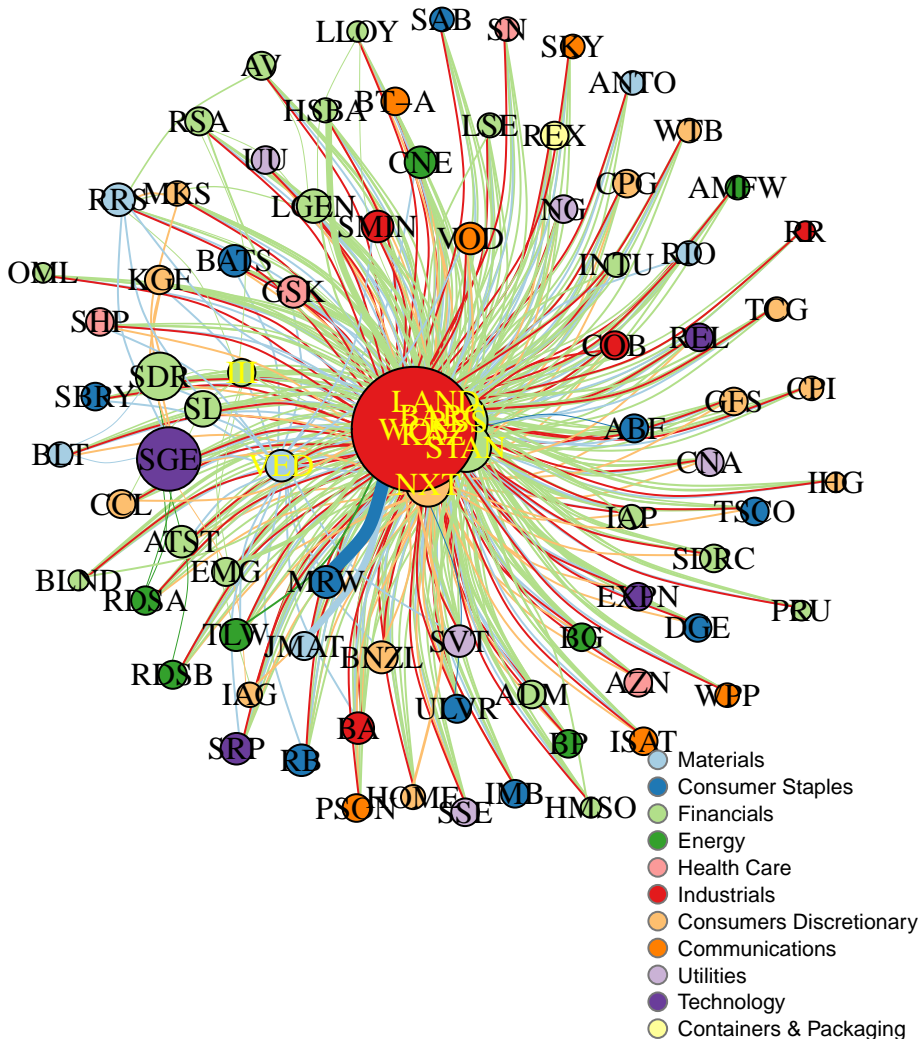 LLOY
SAB
SN
SKY
AV
ANTO
HSBA
BT−A
LSE
REX
WTB
RSA
UU
CNE
CPG
AMFW
RRS
MKS
LGEN
SMIN
VOD
NG
RR
OML
KGF
BATS
GSK
INTU
RIO
SHP
COB
REL
TCG
SDR
III
SBRY
SL
LAND
GFS
CPI
BLT
SGE
VED
STAN
ABF
CNA
NXT
IHG
CCL
IAP
TSCO
ATST
SDRC
BLND
EMG
MRW
RDSA
EXPN
PRU
TLW
JMAT
BNZL
SVT
BG
DGE
RDSB
IAG
ULVR
ADM
AZN
WPP
SRP
RB
BA
BP
ISAT
PSON
HOME
SSE
IMB
HMSO
Materials
Consumer Staples
Financials
Energy
Health Care
Industrials
Consumers Discretionary
Communications
Utilities
Technology
Containers & Packaging